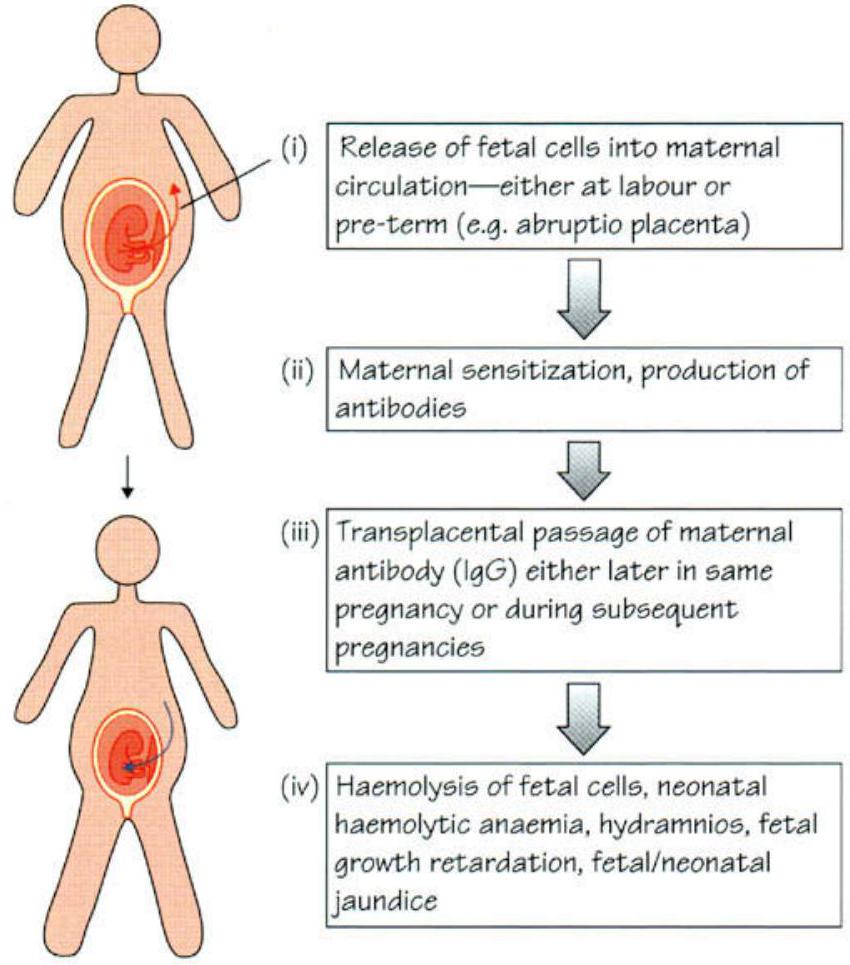 (i) Release of fetal cells into maternal
circulation—either at labour or
pre-term (e.g. abruptio placenta)
(ii) Maternal sensitization, production of
antibodies
(iii) Transplacental passage of maternal
antibody (IgG) either later in same
pregnancy or during subsequent
pregnancies
(iv) Haemolysis of fetal cells, neonatal
haemolytic anaemia, hydramnios, fetal
growth retardation, fetal/neonatal
jaundice